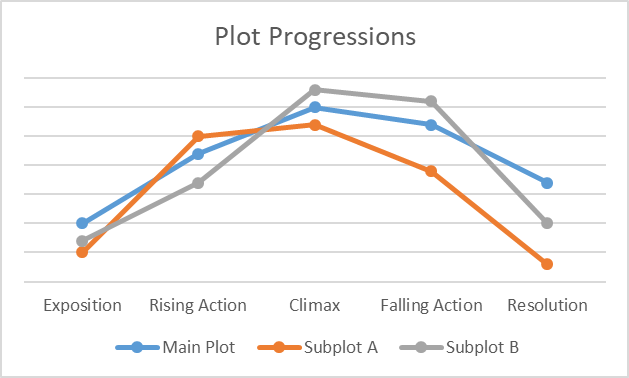 Plot Progressions
Exposition Rising Action Climax Falling Action Resolution
Main Plot Subplot A Subplot B